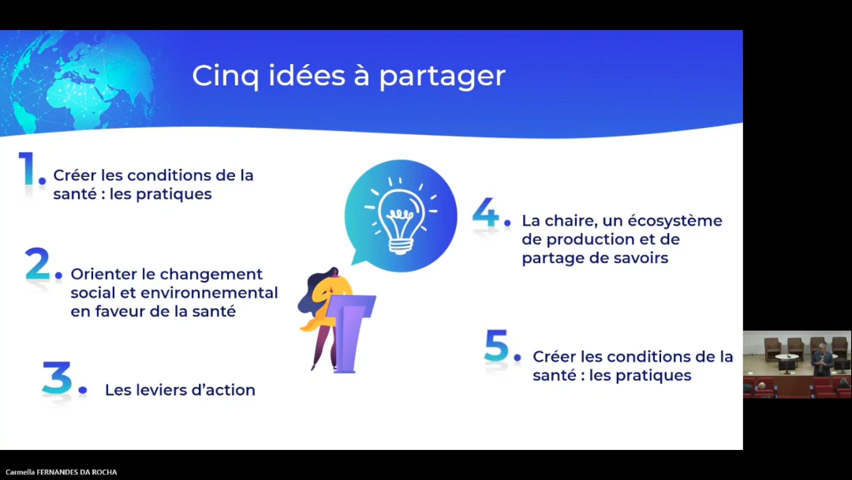 Cinq idées à partager
1.
Créer les conditions de la
santé : les pratiques
2.
Orienter le changement
social et environnemental
en faveur de la santé
3.
Les leviers d’action
4.
La chaire, un écosystème
de production et de
partage de savoirs
5.
Créer les conditions de la
santé : les pratiques
Carmella FERNANDES DA ROCHA